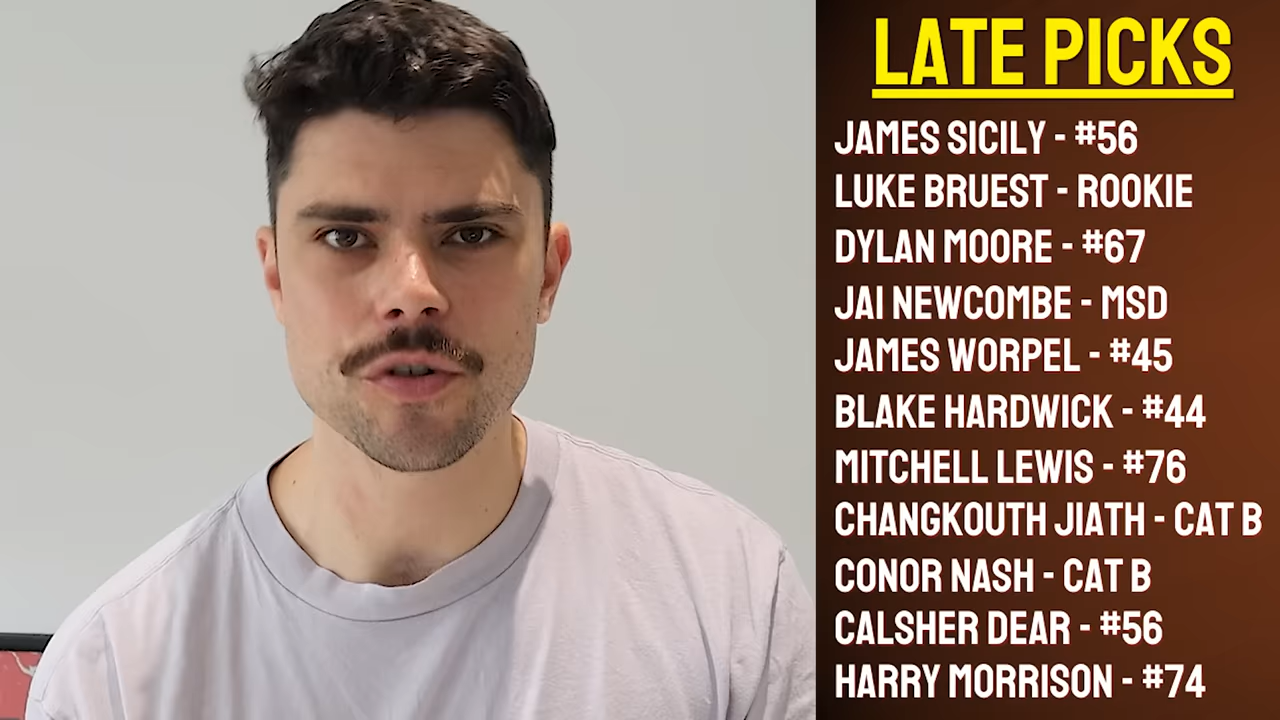 LATE PICKS
JAMES SICILY - #56
LUKE BRUEST - ROOKIE
DYLAN MOORE - #67
JAI NEWCOMBE - MSD
JAMES WORPEL - #45
BLAKE HARDWICK - #44
MITCHELL LEWIS - #76
CHANGKOUTH JIATH - CAT B
CONOR NASH - CAT B
CALSHER DEAR - #56
HARRY MORRISON - #74